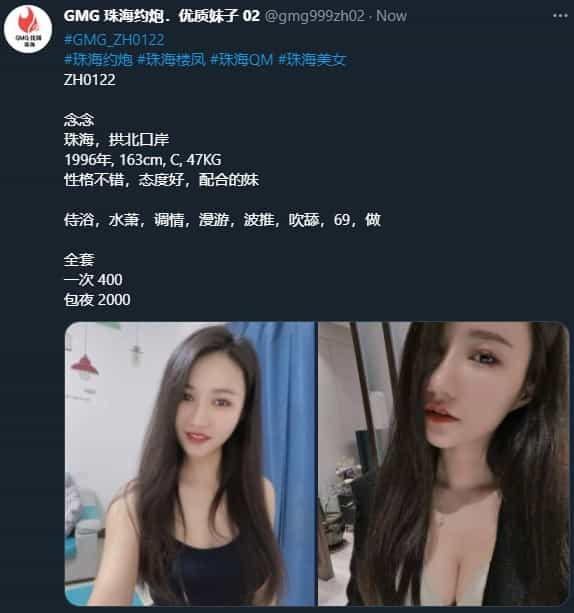 GMG 珠海约炮．优质妹子 02 @gmg999zh02 · Now
GMG 优质
珠海
#GMG_ZH0122
#珠海约炮 #珠海楼凤 #珠海QM #珠海美女
ZH0122
念念
珠海，拱北口岸
1996年, 163cm, C, 47KG
性格不错，态度好，配合的妹
侍浴，水萧，调情，漫游，波推，吹舔，69，做
全套
一次 400
包夜 2000